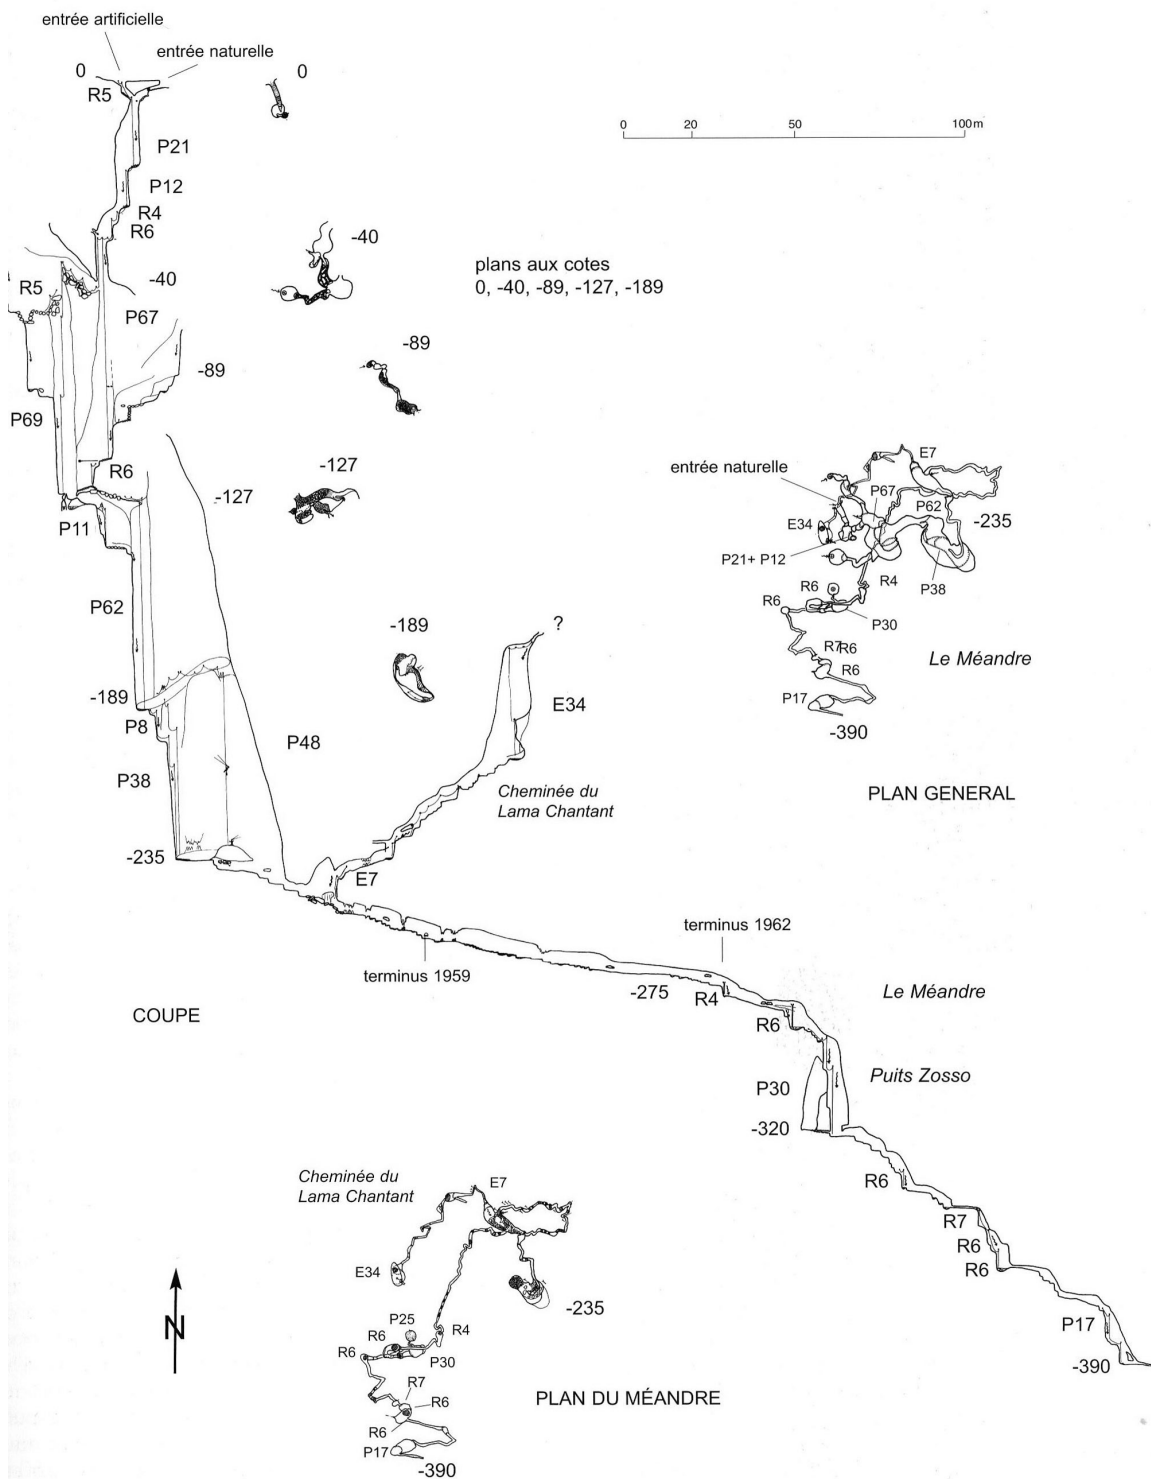 entrée artificielle
entrée naturelle
0
0
R5
P21
P12
R4
R6
-40
-40
R5
P67
plans aux cotes
0, -40, -89, -127, -189
0 20 50 100m
-89
-89
P69
R6
-127
-127
P11
P62
-189
-189
P8
P48
P38
-235
?
E34
Cheminée du
Lama Chantant
E7
terminus 1959
terminus 1962
-275
R4
R6
Le Méandre
P30
Puits Zosso
-320
R6
R7
R6
R6
P17
-390
COUPE
E7
entrée naturelle
P67
P62
-235
E34
P21+ P12
P38
R4
R6
R6
P30
R7
R6
R6
Le Méandre
P17
-390
PLAN GENERAL
Cheminée du
Lama Chantant
E7
E34
-235
P25
R4
R6
R6
P30
R7
R6
R6
P17
-390
PLAN DU MÉANDRE
N